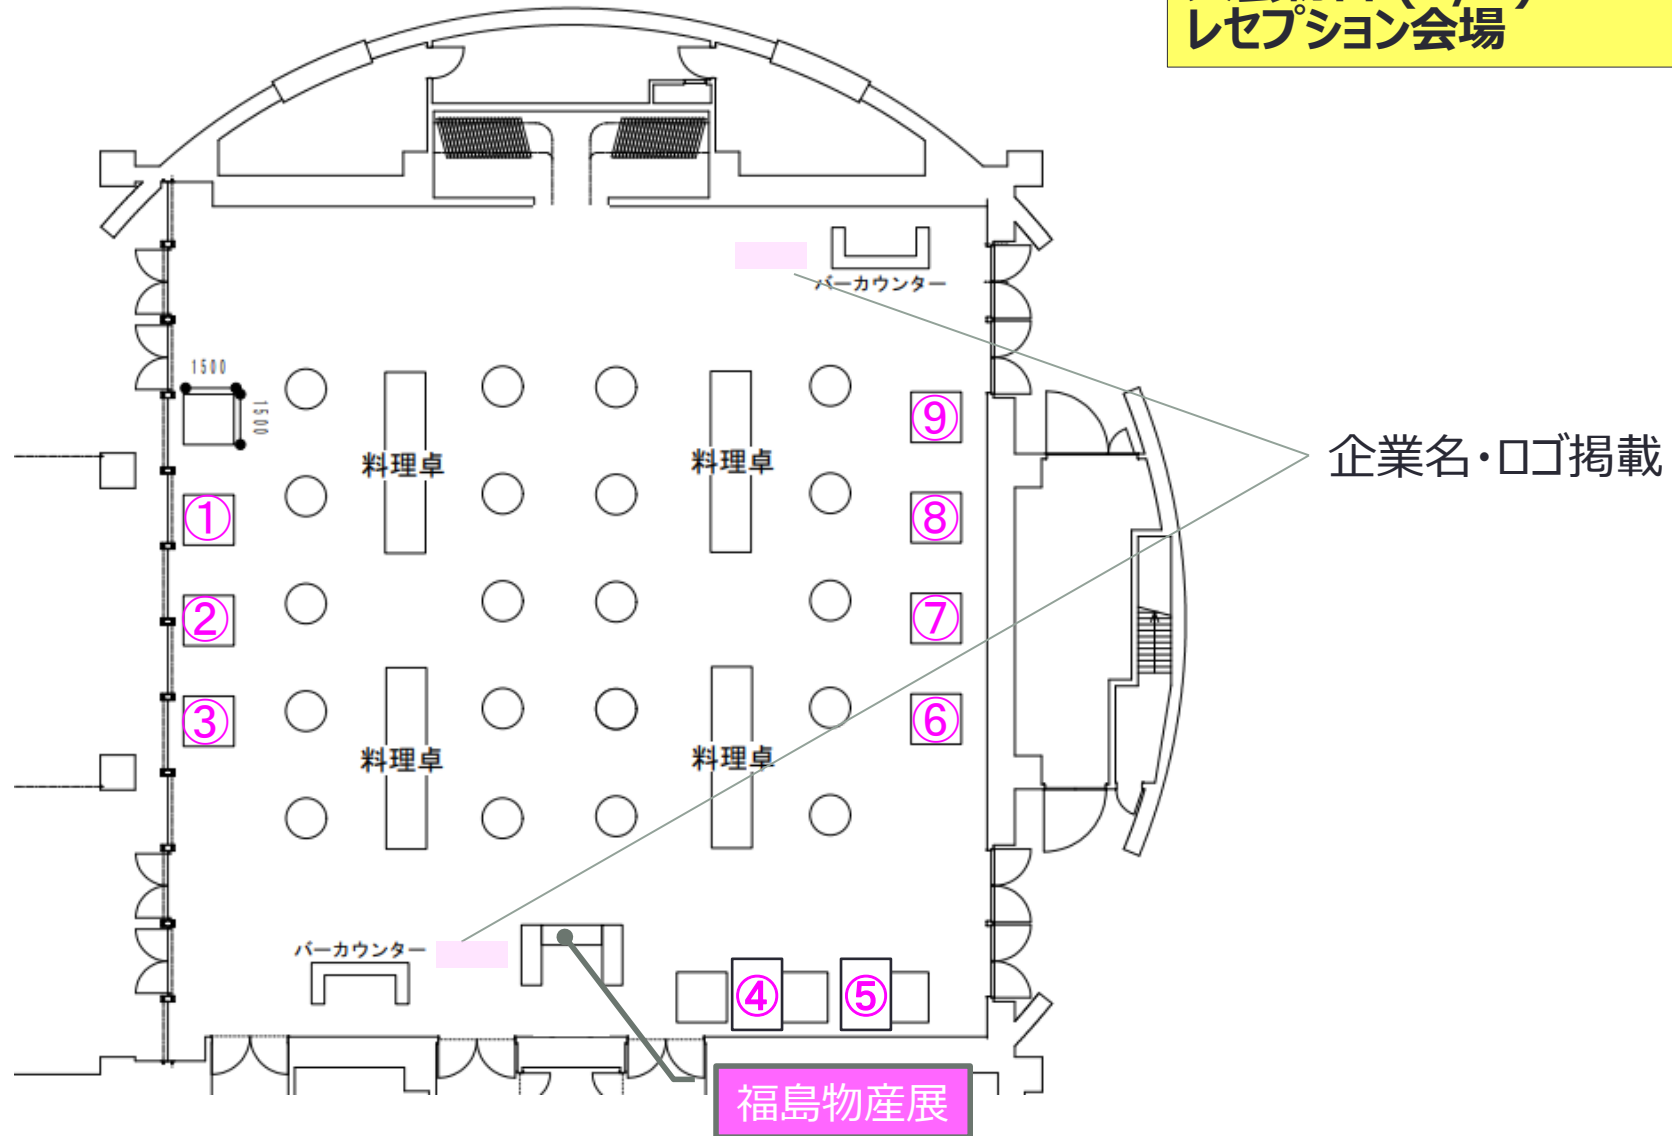 レセプション会場
バーカウンター
1500
1500
⑨
企業名・ロゴ掲載
料理卓
料理卓
①
⑧
②
⑦
③
⑥
料理卓
料理卓
バーカウンター
④
⑤
福島物産展